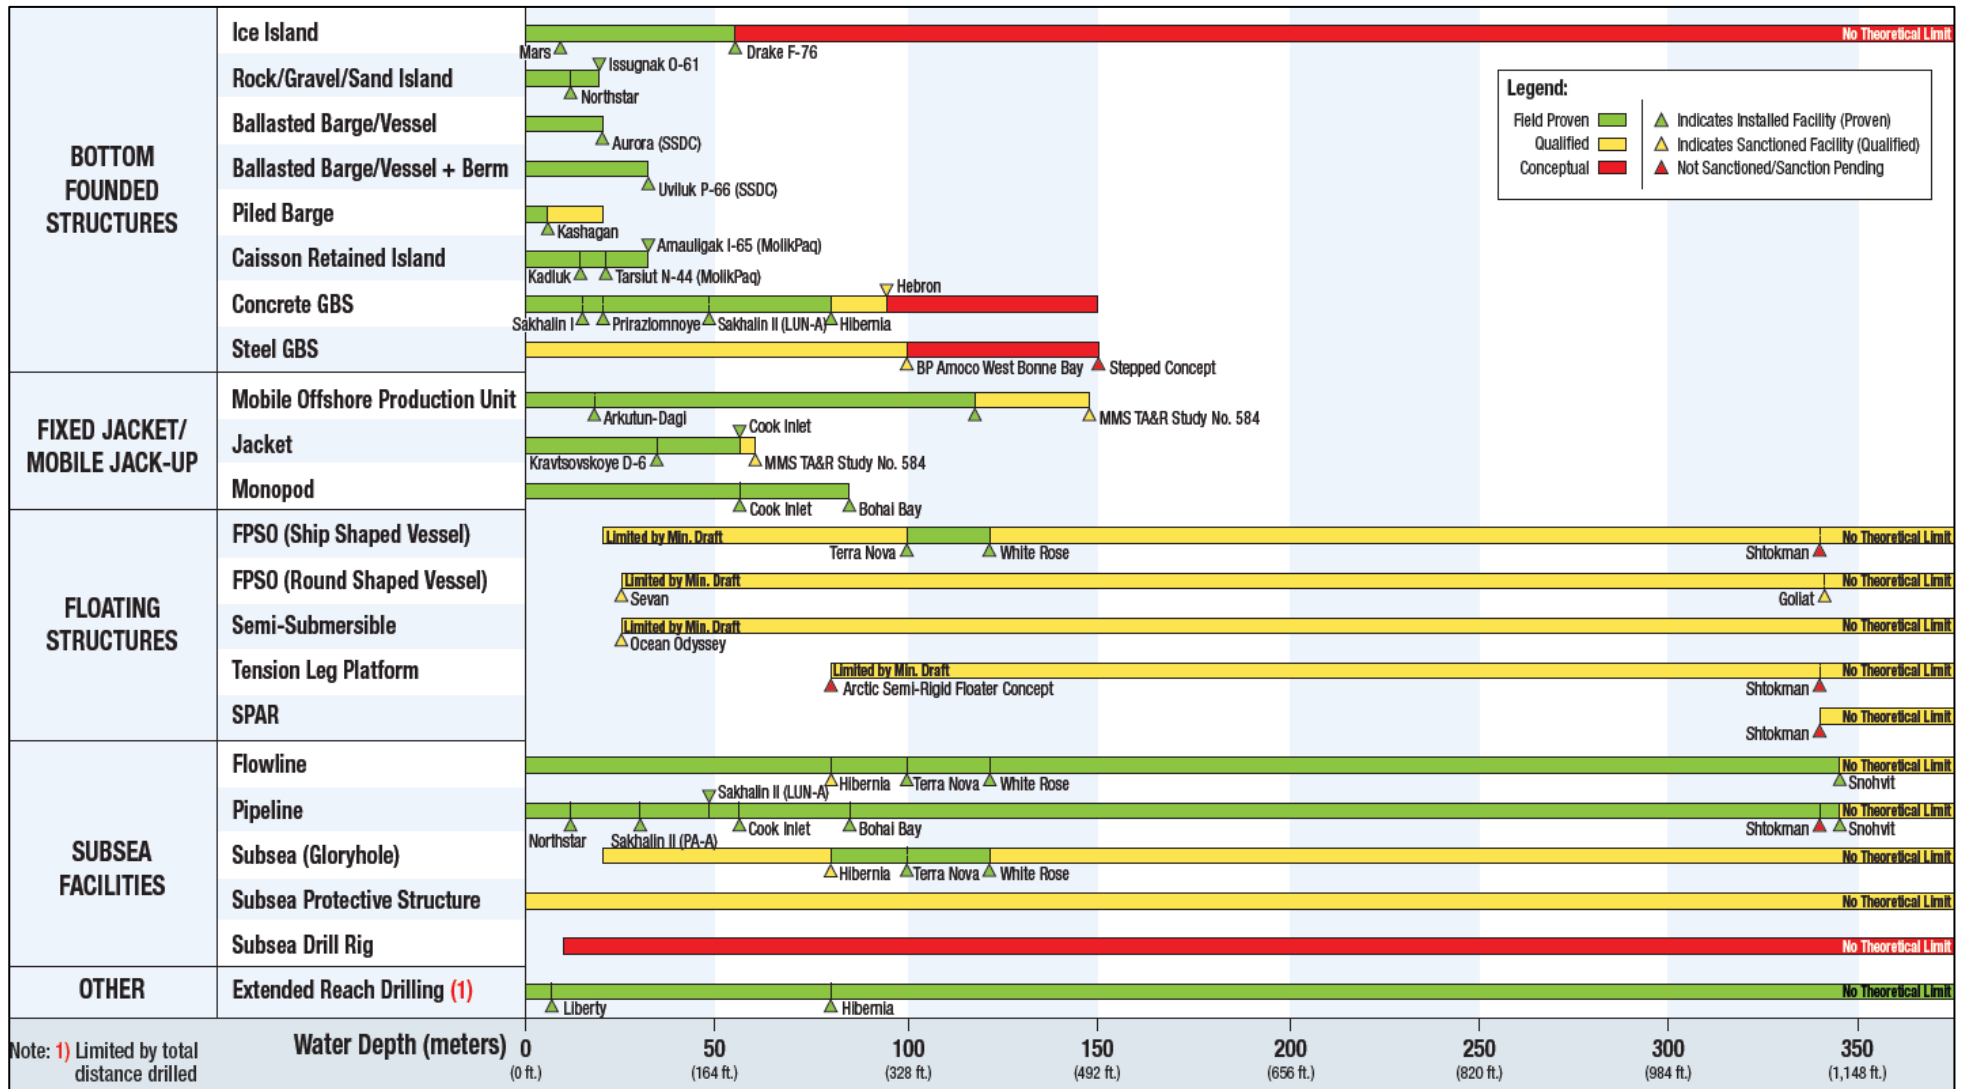 Ice Island
No Theoretical Limit
Mars
Drake F-76
Issugnak O-61
Rock/Gravel/Sand Island
Northstar
Legend:
Field Proven
Indicates Installed Facility (Proven)
Qualified
Indicates Sanctioned Facility (Qualified)
Conceptual
Not Sanctioned/Sanction Pending
Ballasted Barge/Vessel
Aurora (SSDC)
BOTTOM
FOUNDED
STRUCTURES
Ballasted Barge/Vessel + Berm
Uviluk P-66 (SSDC)
Piled Barge
Kashagan
Amauligak I-65 (MolikPaq)
Caisson Retained Island
Kadluk
Tarsiut N-44 (MolikPaq)
Hebron
Concrete GBS
Sakhalin I
Prirazlomnoye
Sakhalin II (LUN-A)
Hibernia
Steel GBS
BP Amoco West Bonne Bay
Stepped Concept
FIXED JACKET/
MOBILE JACK-UP
Mobile Offshore Production Unit
Arkutun-Dagi
MMS TA&R Study No. 584
Cook Inlet
Jacket
Kravtsovskoye D-6
MMS TA&R Study No. 584
Monopod
Cook Inlet
Bohai Bay
FLOATING
STRUCTURES
FPSO (Ship Shaped Vessel)
Limited by Min. Draft
No Theoretical Limit
Terra Nova
White Rose
Shtokman
FPSO (Round Shaped Vessel)
Limited by Min. Draft
No Theoretical Limit
Sevan
Goliat
Semi-Submersible
Limited by Min. Draft
No Theoretical Limit
Ocean Odyssey
Tension Leg Platform
Limited by Min. Draft
No Theoretical Limit
Arctic Semi-Rigid Floater Concept
Shtokman
SPAR
No Theoretical Limit
Shtokman
SUBSEA
FACILITIES
Flowline
No Theoretical Limit
Hibernia
Terra Nova
White Rose
Snohvit
Sakhalin II (LUN-A)
Pipeline
No Theoretical Limit
Northstar
Sakhalin II (PA-A)
Cook Inlet
Bohai Bay
Shtokman
Snohvit
Subsea (Gloryhole)
No Theoretical Limit
Hibernia
Terra Nova
White Rose
Subsea Protective Structure
No Theoretical Limit
Subsea Drill Rig
No Theoretical Limit
OTHER
Extended Reach Drilling (1)
No Theoretical Limit
Liberty
Hibernia
Note: 1) Limited by total
distance drilled
Water Depth (meters)
0 50 100 150 200 250 300 350
(0 ft.) (164 ft.) (328 ft.) (492 ft.) (656 ft.) (820 ft.) (984 ft.) (1,148 ft.)